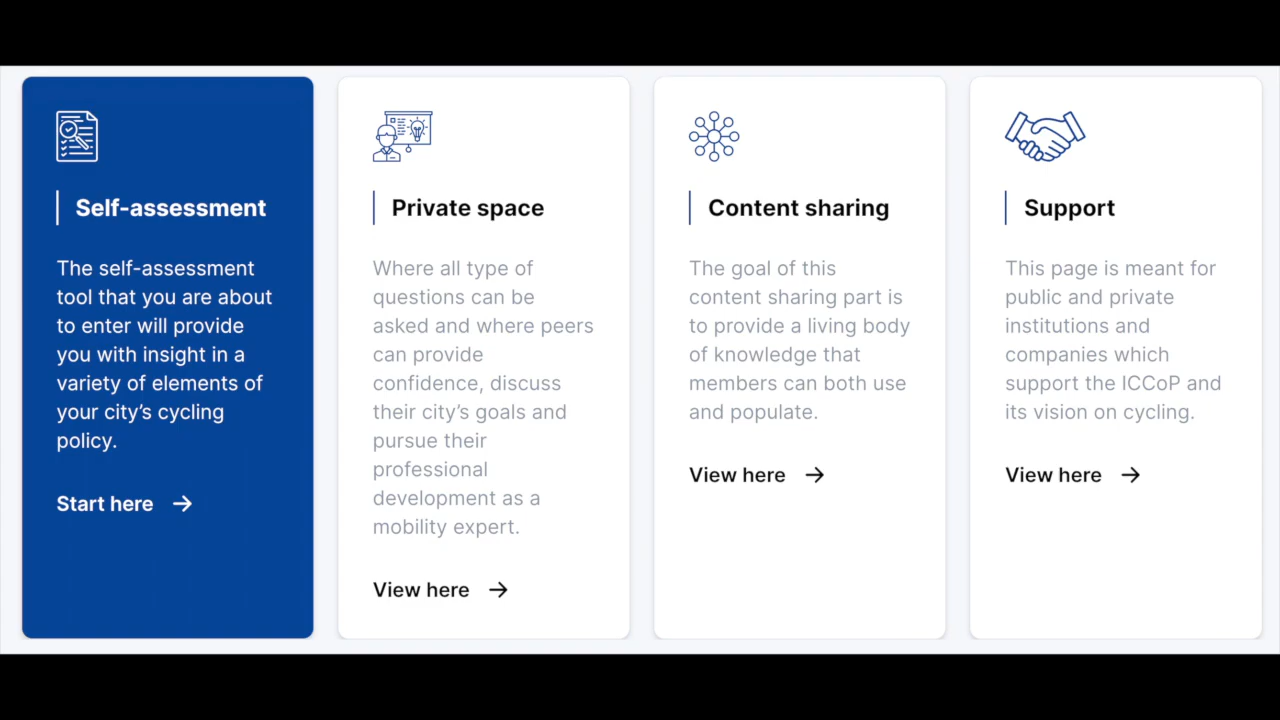 Self-assessment
The self-assessment
tool that you are about
to enter will provide
you with insight in a
variety of elements of
your city's cycling
policy.
Start here
Private space
Where all type of
questions can be
asked and where peers
can provide
confidence, discuss
their city's goals and
pursue their
professional
development as a
mobility expert.
View here
Content sharing
The goal of this
content sharing part is
to provide a living body
of knowledge that
members can both use
and populate.
View here
Support
This page is meant for
public and private
institutions and
companies which
support the ICCoP and
its vision on cycling.
View here